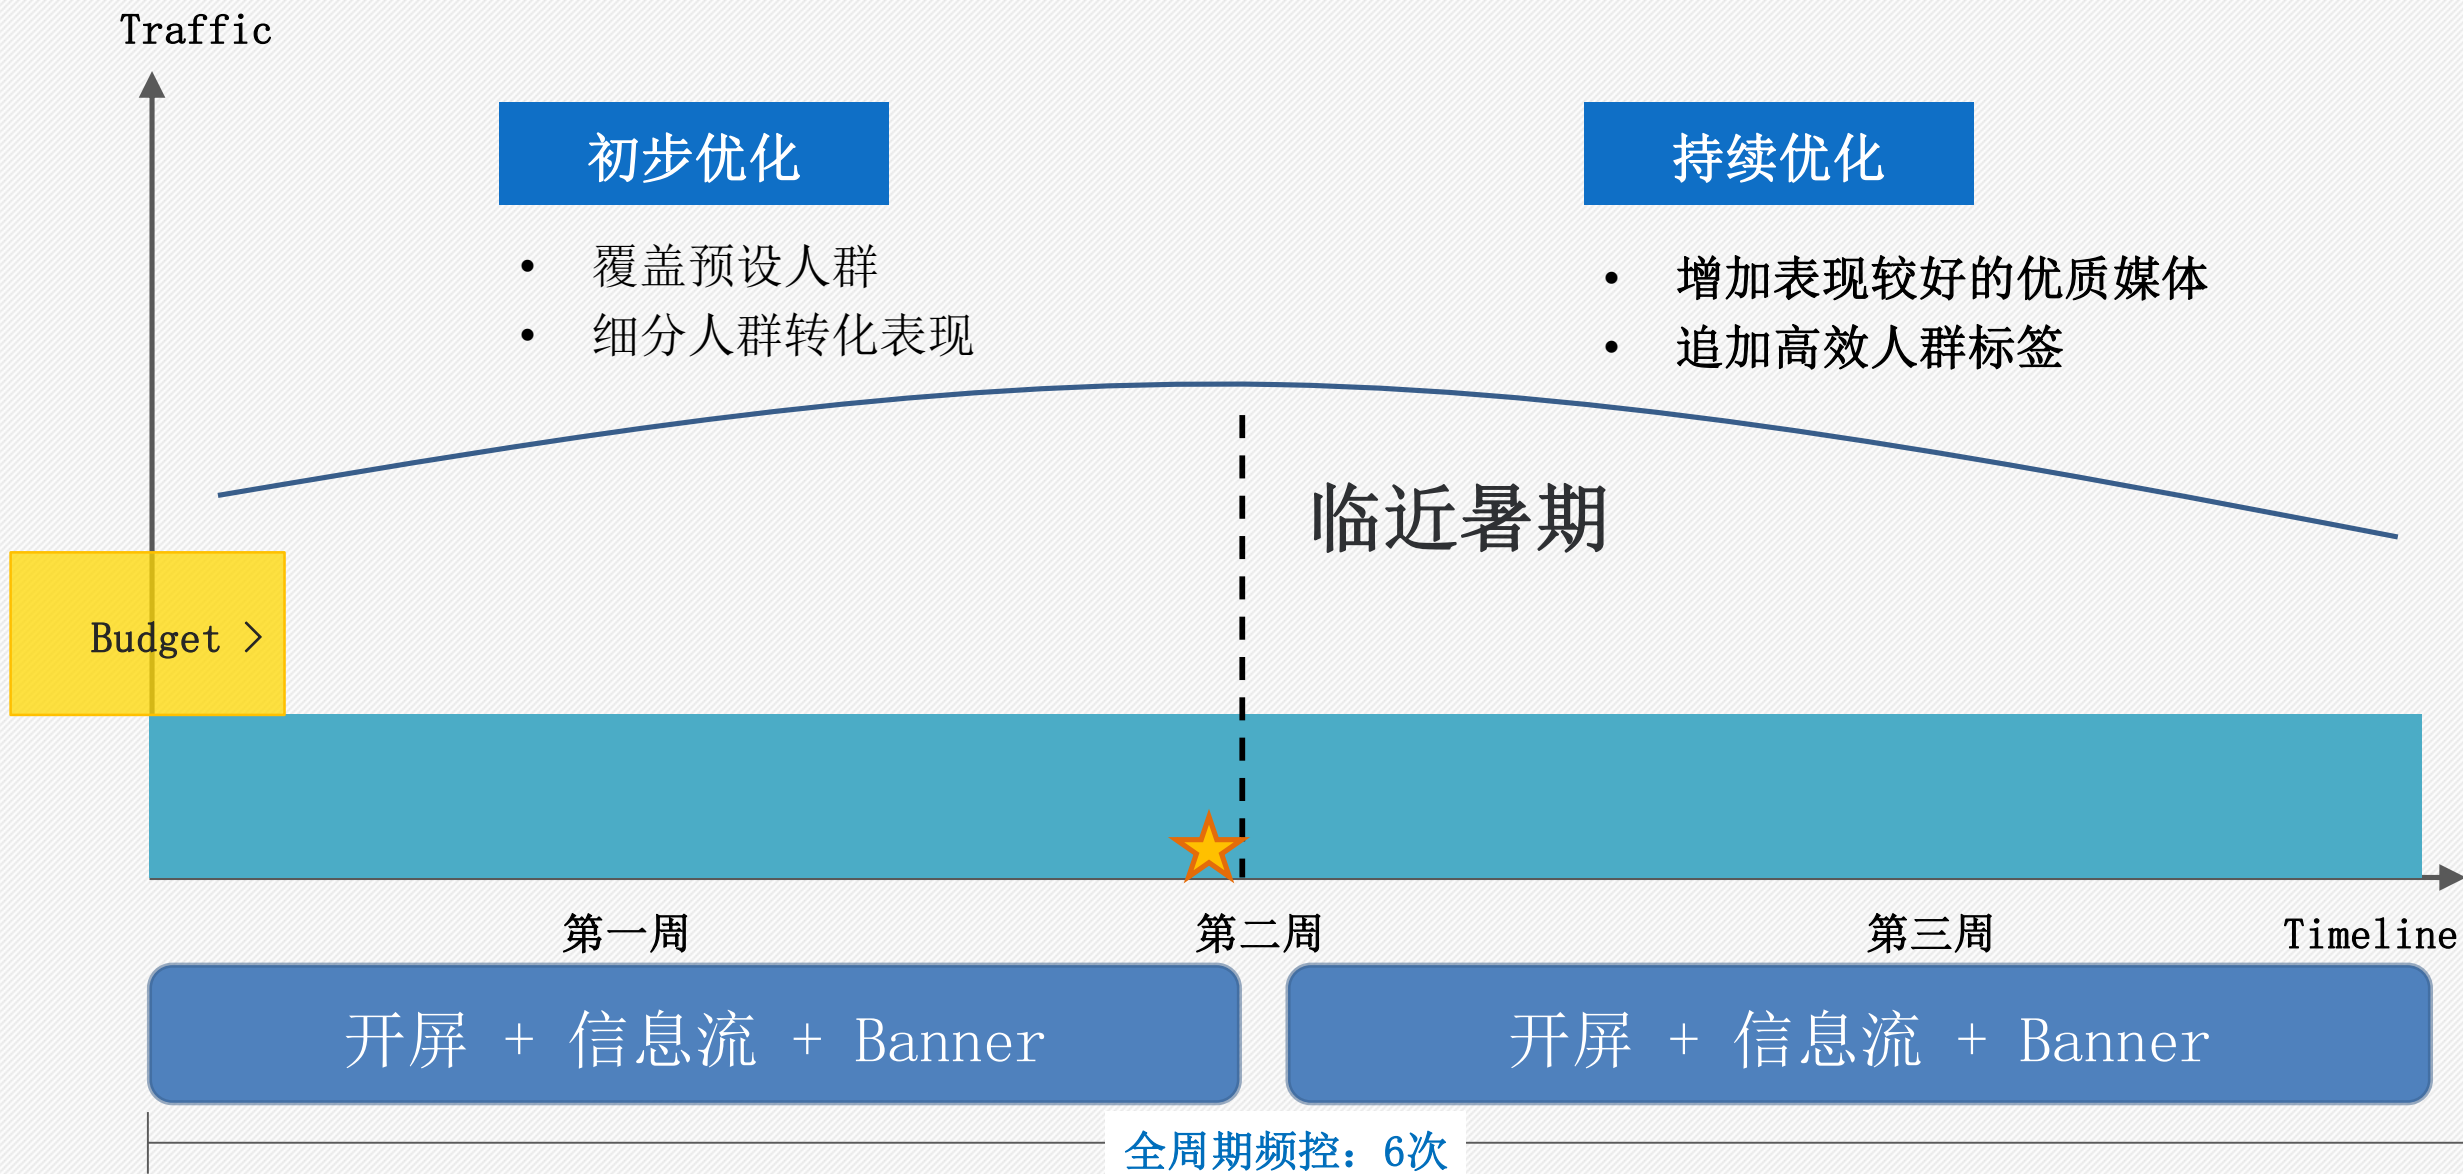 Traffic
初步优化
• 覆盖预设人群
• 细分人群转化表现
持续优化
• 增加表现较好的优质媒体
• 追加高效人群标签
临近暑期
Budget >
第一周
第二周
第三周
Timeline
开屏 + 信息流 + Banner
开屏 + 信息流 + Banner
全周期频控：6次